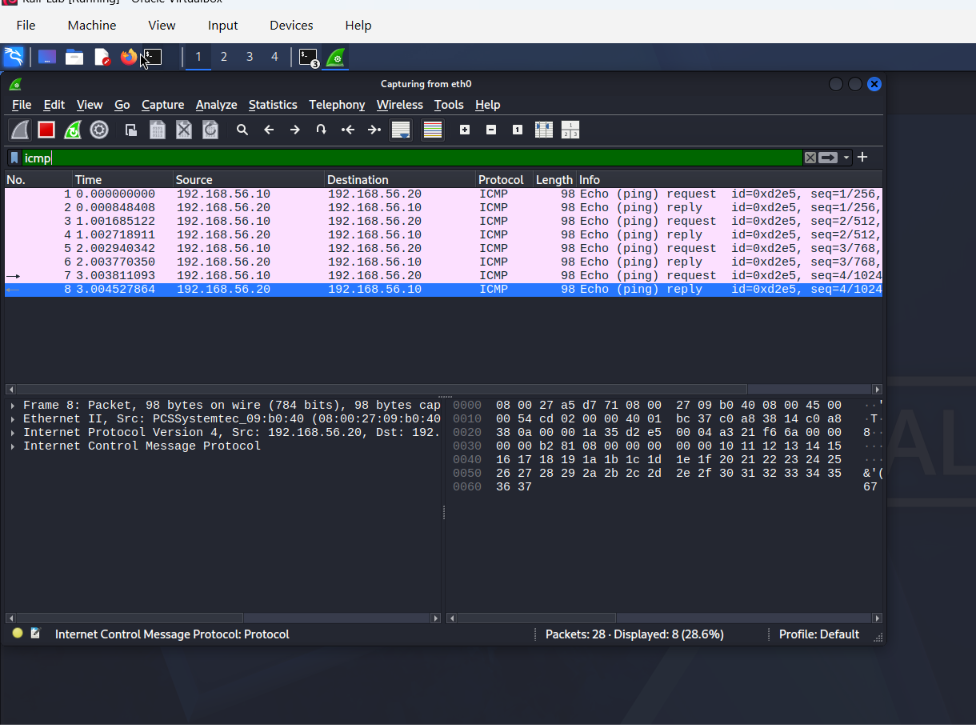 Kali Lab [Running] - Oracle VirtualBox
File Machine View Input Devices Help
1 2 3 4 3
Capturing from eth0
File Edit View Go Capture Analyze Statistics Telephony Wireless Tools Help
icmp
No. Time Source Destination Protocol Length Info
1 0.000000000 192.168.56.10 192.168.56.20 ICMP 98 Echo (ping) request id=0xd2e5, seq=1/256,
2 0.000848408 192.168.56.20 192.168.56.10 ICMP 98 Echo (ping) reply id=0xd2e5, seq=1/256,
3 1.001685122 192.168.56.10 192.168.56.20 ICMP 98 Echo (ping) request id=0xd2e5, seq=2/512,
4 1.002718911 192.168.56.20 192.168.56.10 ICMP 98 Echo (ping) reply id=0xd2e5, seq=2/512,
5 2.002940342 192.168.56.10 192.168.56.20 ICMP 98 Echo (ping) request id=0xd2e5, seq=3/768,
6 2.003770350 192.168.56.20 192.168.56.10 ICMP 98 Echo (ping) reply id=0xd2e5, seq=3/768,
7 3.003811093 192.168.56.10 192.168.56.20 ICMP 98 Echo (ping) request id=0xd2e5, seq=4/1024
8 3.004527864 192.168.56.20 192.168.56.10 ICMP 98 Echo (ping) reply id=0xd2e5, seq=4/1024
Frame 8: Packet, 98 bytes on wire (784 bits), 98 bytes cap
Ethernet II, Src: PCSSystemtec_09:b0:40 (08:00:27:09:b0:40
Internet Protocol Version 4, Src: 192.168.56.20, Dst: 192.
Internet Control Message Protocol
0000 08 00 27 a5 d7 71 08 00 27 09 b0 40 08 00 45 00 ··'
0010 00 54 cd 02 00 00 40 01 bc 37 c0 a8 38 14 c0 a8 ·T·
0020 38 0a 00 00 1a 35 d2 e5 00 04 a3 21 f6 6a 00 00 8··
0030 00 00 b2 81 08 00 00 00 00 00 10 11 12 13 14 15 ···
0040 16 17 18 19 1a 1b 1c 1d 1e 1f 20 21 22 23 24 25 ···
0050 26 27 28 29 2a 2b 2c 2d 2e 2f 30 31 32 33 34 35 &'(
0060 36 37 67
Internet Control Message Protocol: Protocol
Packets: 28 · Displayed: 8 (28.6%)
Profile: Default
AL